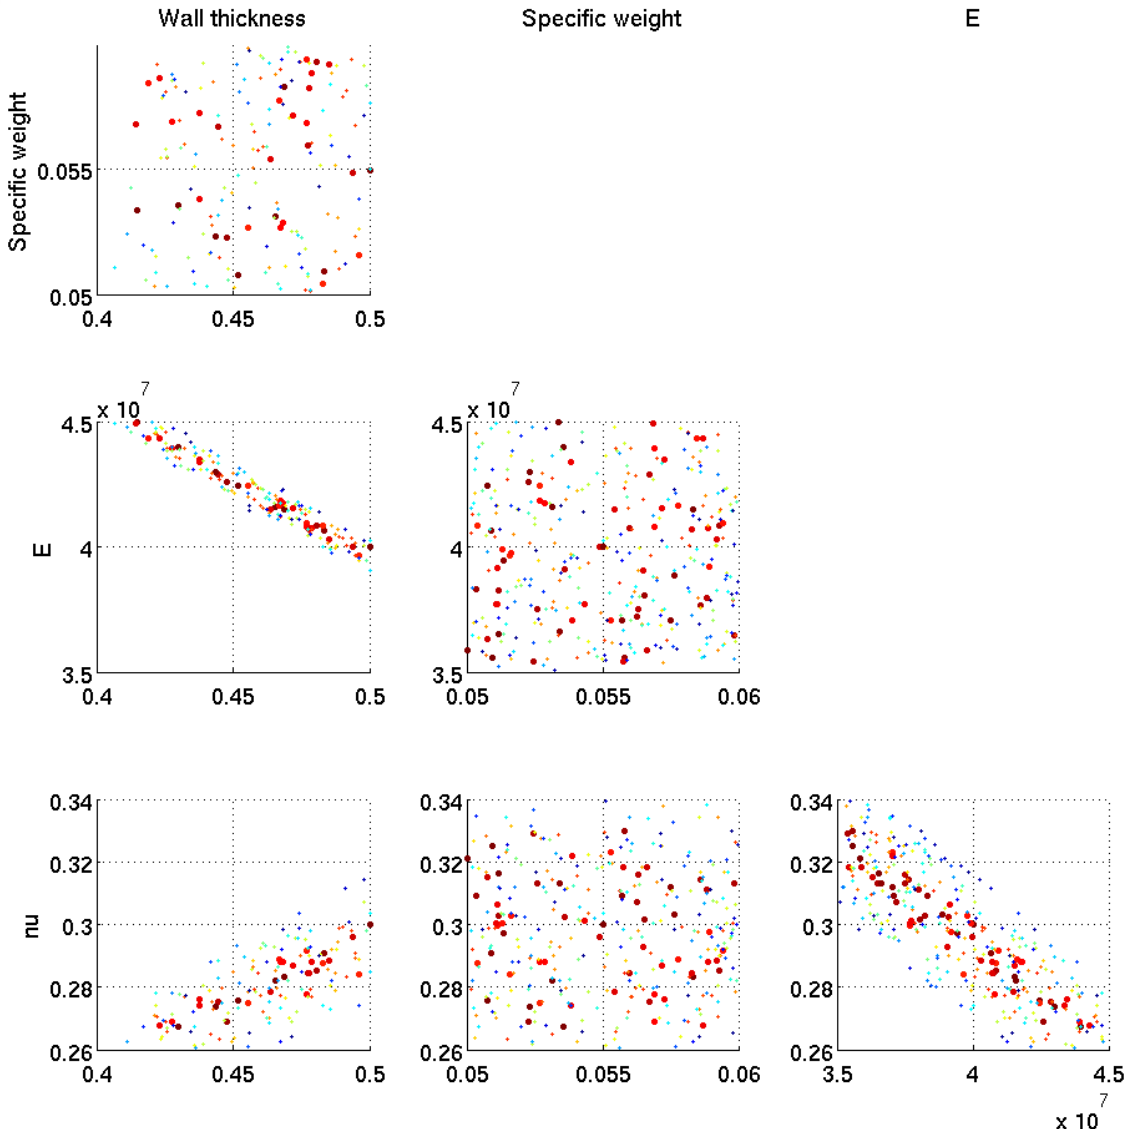 Wall thickness Specific weight E
Specific weight
0.055
0.05
0.4 0.45 0.5
x 10^7 x 10^7
E
4.5 4.5
4 4
3.5 3.5
0.4 0.45 0.5 0.05 0.055 0.06
nu
0.34 0.34 0.34
0.32 0.32 0.32
0.3 0.3 0.3
0.28 0.28 0.28
0.26 0.26 0.26
0.4 0.45 0.5 0.05 0.055 0.06 3.5 4 4.5
x 10^7